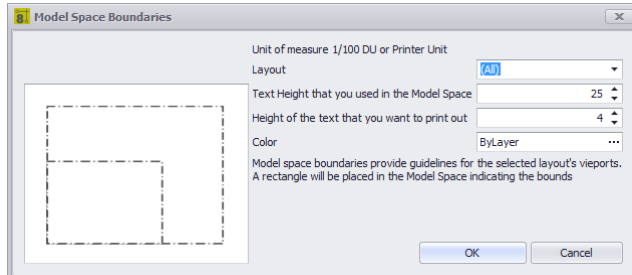 8 Model Space Boundaries
Unit of measure 1/100 DU or Printer Unit
Layout (All)
Text Height that you used in the Model Space 25
Height of the text that you want to print out 4
Color ByLayer ...
Model space boundaries provide guidelines for the selected layout's vieports.
A rectangle will be placed in the Model Space indicating the bounds
OK Cancel